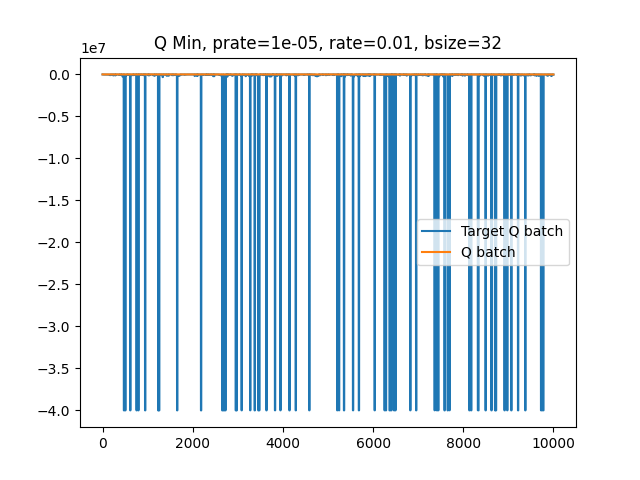 Q Min, prate=1e-05, rate=0.01, bsize=32
1e7
0.0
−0.5
−1.0
−1.5
−2.0
−2.5
−3.0
−3.5
−4.0
Target Q batch
Q batch
0 2000 4000 6000 8000 10000